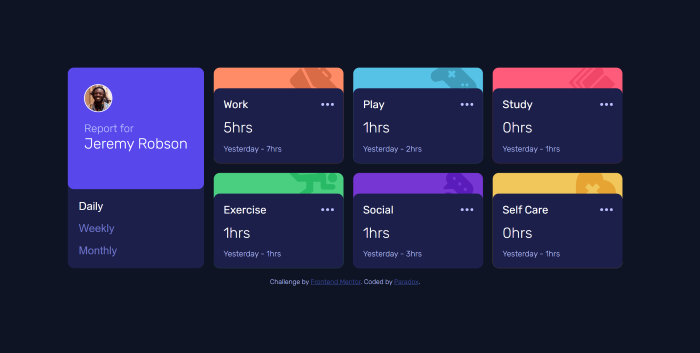 Report for
Jeremy Robson
Daily
Weekly
Monthly
Work
5hrs
Yesterday - 7hrs
Play
1hrs
Yesterday - 2hrs
Study
0hrs
Yesterday - 1hrs
Exercise
1hrs
Yesterday - 1hrs
Social
1hrs
Yesterday - 3hrs
Self Care
0hrs
Yesterday - 1hrs
Challenge by Frontend Mentor. Coded by Paradox.